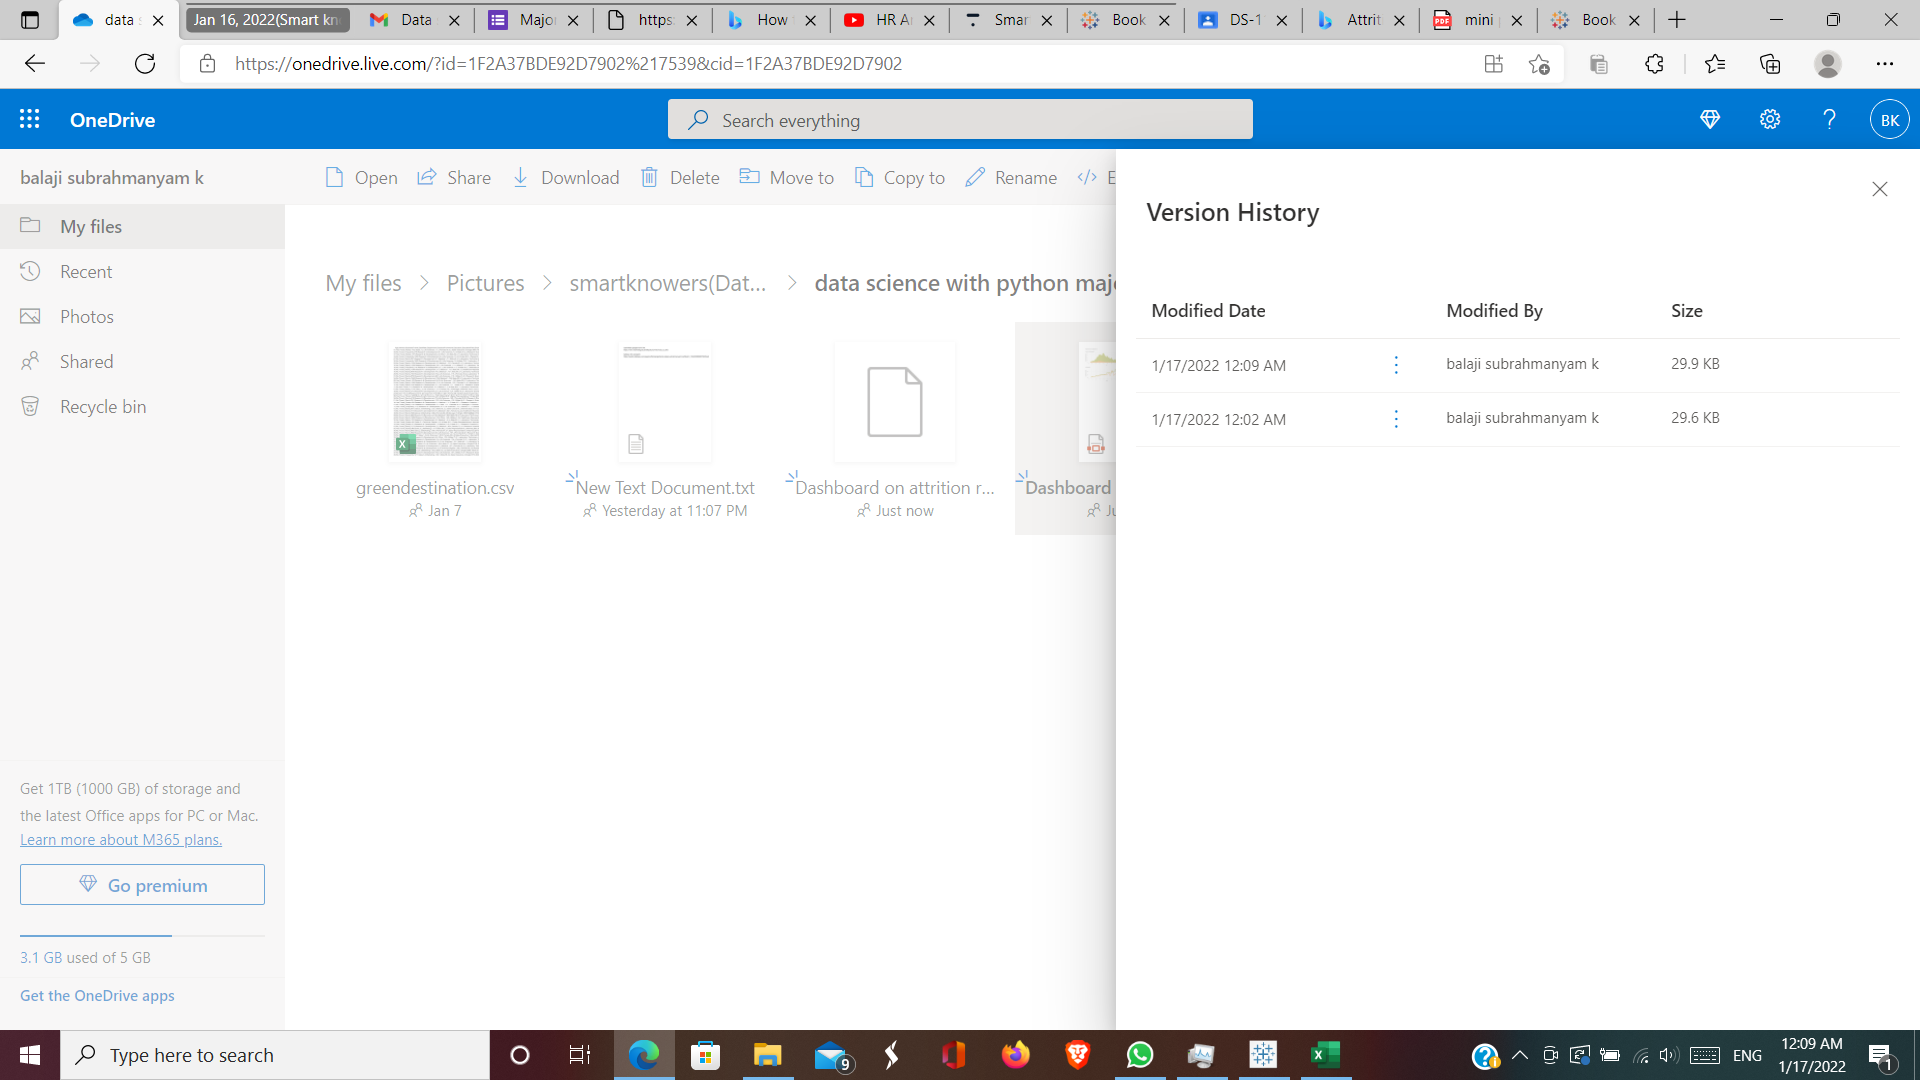 data s
Jan 16, 2022(Smart kn
Data
Major
https:
How
HR A
Smar
Book
DS-1
Attrit
mini
Book
https://onedrive.live.com/?id=1F2A37BDE92D7902%217539&cid=1F2A37BDE92D7902
OneDrive
Search everything
BK
balaji subrahmanyam k
Open Share Download Delete Move to Copy to Rename E
My files
Recent
Photos
Shared
Recycle bin
My files > Pictures > smartknowers(Dat... > data science with python majo
greendestination.csv
Jan 7
New Text Document.txt
Yesterday at 11:07 PM
Dashboard on attrition r...
Just now
Dashboard
Ju
Version History
Modified Date Modified By Size
1/17/2022 12:09 AM balaji subrahmanyam k 29.9 KB
1/17/2022 12:02 AM balaji subrahmanyam k 29.6 KB
Get 1TB (1000 GB) of storage and
the latest Office apps for PC or Mac.
Learn more about M365 plans.
Go premium
3.1 GB used of 5 GB
Get the OneDrive apps
Type here to search
9
ENG
12:09 AM
1/17/2022
1